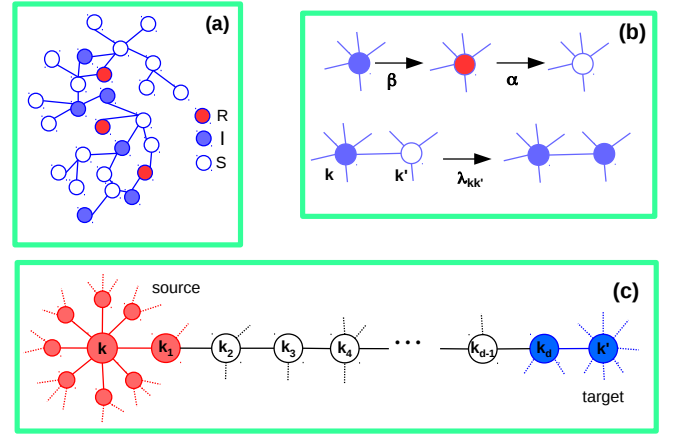 (a)
R
I
S
(b)
β α
k k' λkk'
(c)
source
k k1 k2 k3 k4 ... kd-1 kd k'
target